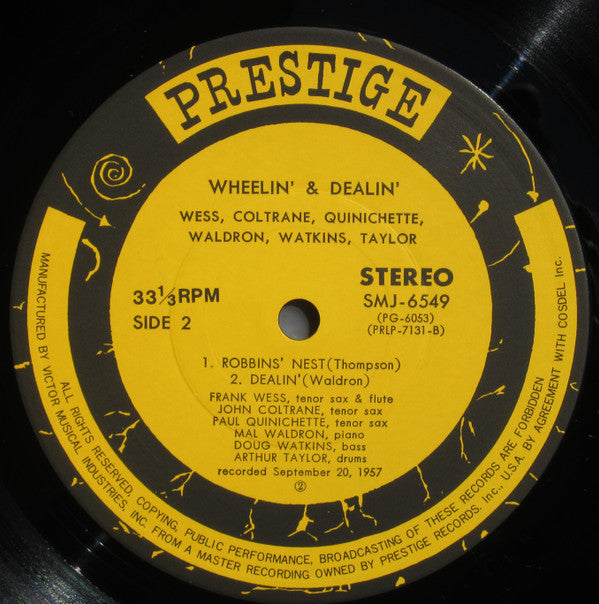 PRESTIGE
WHEELIN' & DEALIN'
WESS, COLTRANE, QUINICHETTE,
WALDRON, WATKINS, TAYLOR
33⅓RPM
SIDE 2
STEREO
SMJ-6549
(PG-6053)
(PRLP-7131-B)
1. ROBBINS' NEST(Thompson)
2. DEALIN'(Waldron)
FRANK WESS, tenor sax & flute
JOHN COLTRANE, tenor sax
PAUL QUINICHETTE, tenor sax
MAL WALDRON, piano
DOUG WATKINS, bass
ARTHUR TAYLOR, drums
recorded September 20, 1957
②
ALL RIGHTS RESERVED, COPYING, PUBLIC PERFORMANCE, BROADCASTING OF THESE RECORDS ARE FORBIDDEN
MANUFACTURED BY VICTOR MUSICAL INDUSTRIES, INC. FROM A MASTER RECORDING OWNED BY PRESTIGE RECORDS, Inc., U.S.A. BY AGREEMENT WITH COSDEL Inc.